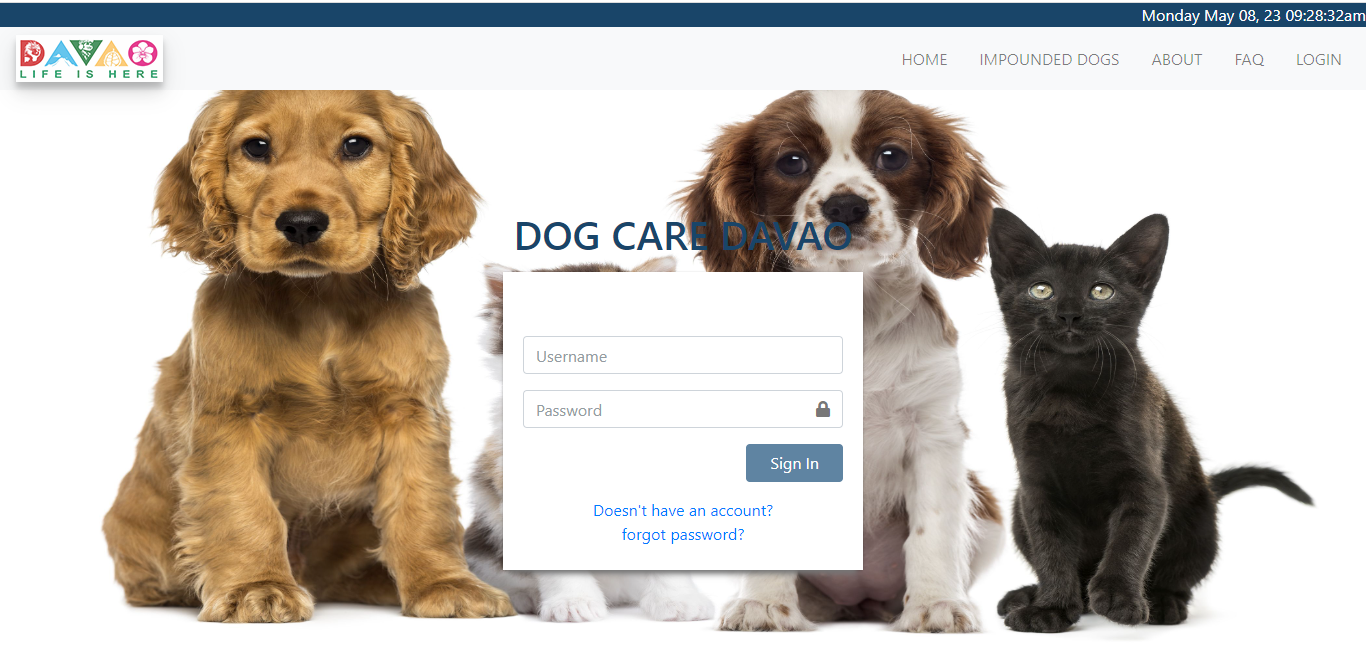 Monday May 08, 23 09:28:32am
DAVAO
LIFE IS HERE
HOME IMPOUNDED DOGS ABOUT FAQ LOGIN
DOG CARE DAVAO
Username
Password
Sign In
Doesn't have an account?
forgot password?